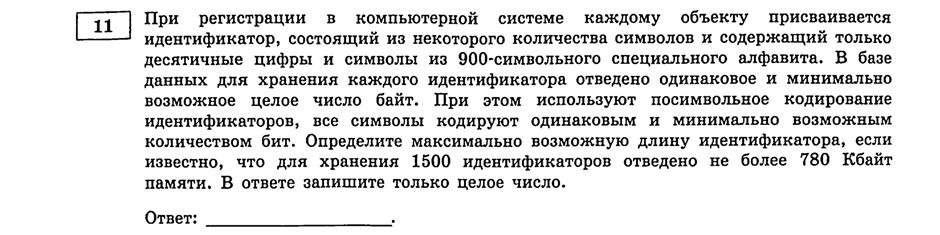 11
При регистрации в компьютерной системе каждому объекту присваивается
идентификатор, состоящий из некоторого количества символов и содержащий только
десятичные цифры и символы из 900-символьного специального алфавита. В базе
данных для хранения каждого идентификатора отведено одинаковое и минимально
возможное целое число байт. При этом используют посимвольное кодирование
идентификаторов, все символы кодируют одинаковым и минимально возможным
количеством бит. Определите максимально возможную длину идентификатора, если
известно, что для хранения 1500 идентификаторов отведено не более 780 Кбайт
памяти. В ответе запишите только целое число.
Ответ: ____________________.